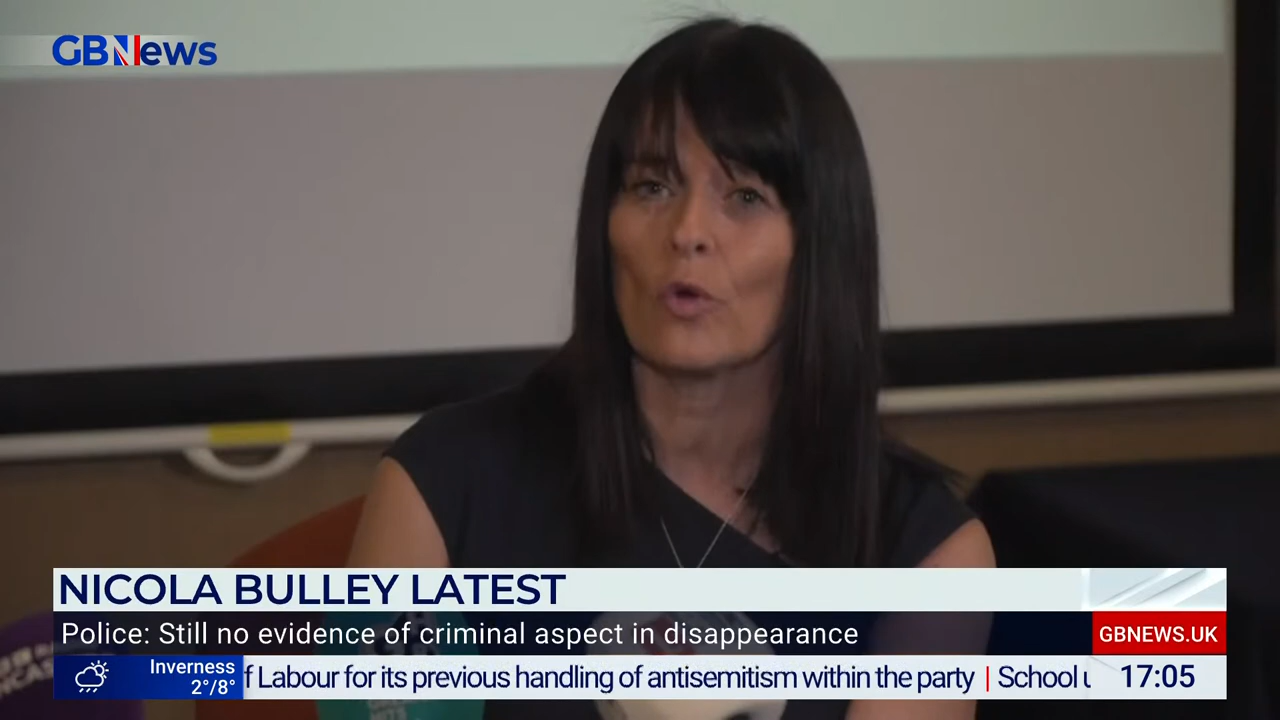 GBNews
NICOLA BULLEY LATEST
Police: Still no evidence of criminal aspect in disappearance
GBNEWS.UK
Inverness
2°/8°
f Labour for its previous handling of antisemitism within the party | School
17:05